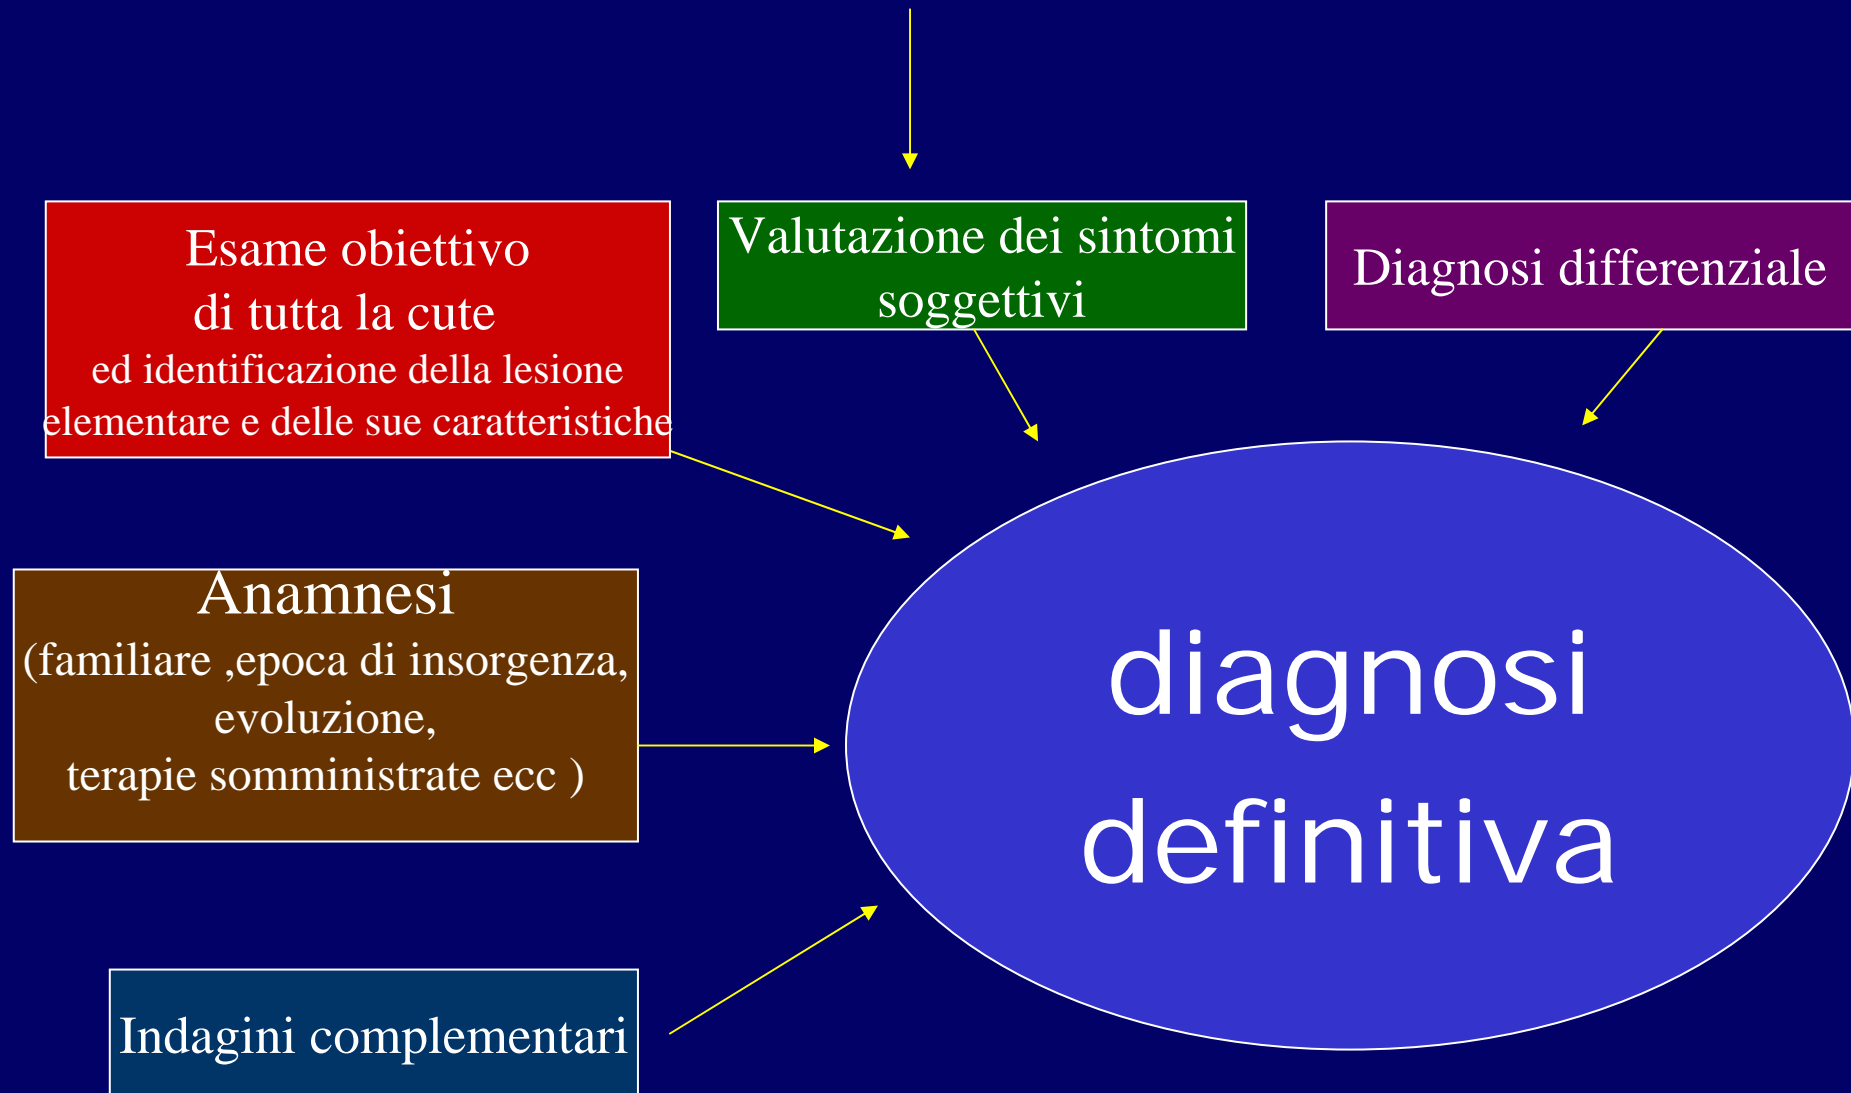 Esame obiettivo
di tutta la cute
ed identificazione della lesione
elementare e delle sue caratteristiche
Valutazione dei sintomi
soggettivi
Diagnosi differenziale
Anamnesi
(familiare ,epoca di insorgenza,
evoluzione,
terapie somministrate ecc )
diagnosi
definitiva
Indagini complementari